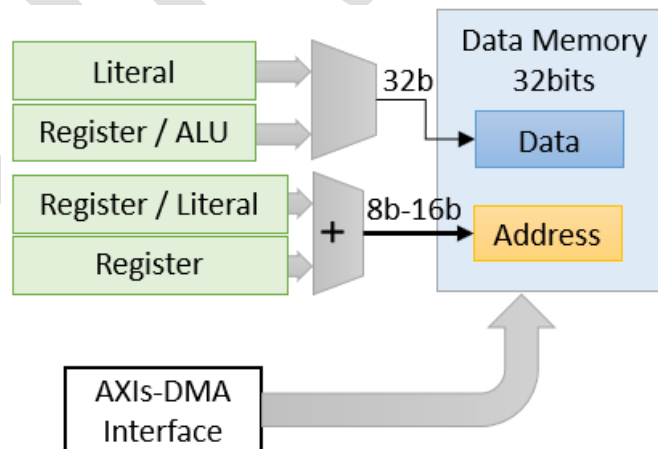 Literal
Register / ALU
Register / Literal
Register
+
32b
8b-16b
Data Memory
32bits
Data
Address
AXIs-DMA
Interface